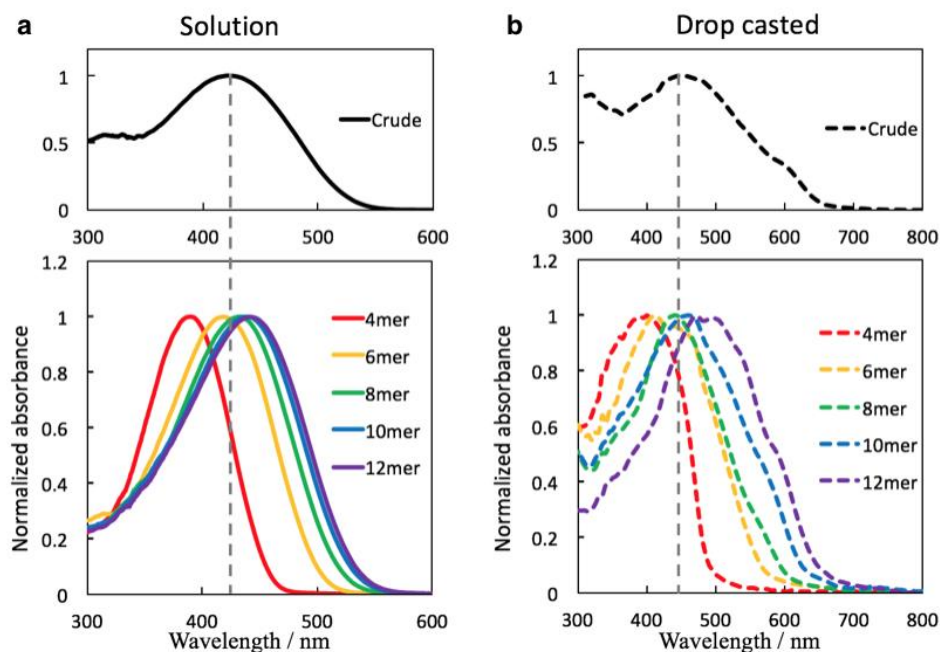 a Solution
b Drop casted
1
0.5
0
Crude
300 400 500 600
1
0.5
0
Crude
300 400 500 600 700 800
Normalized absorbance
1.2
1
0.8
0.6
0.4
0.2
0
4mer
6mer
8mer
10mer
12mer
300 400 500 600
Wavelength / nm
Normalized absorbance
1.2
1
0.8
0.6
0.4
0.2
0
4mer
6mer
8mer
10mer
12mer
300 400 500 600 700 800
Wavelength / nm